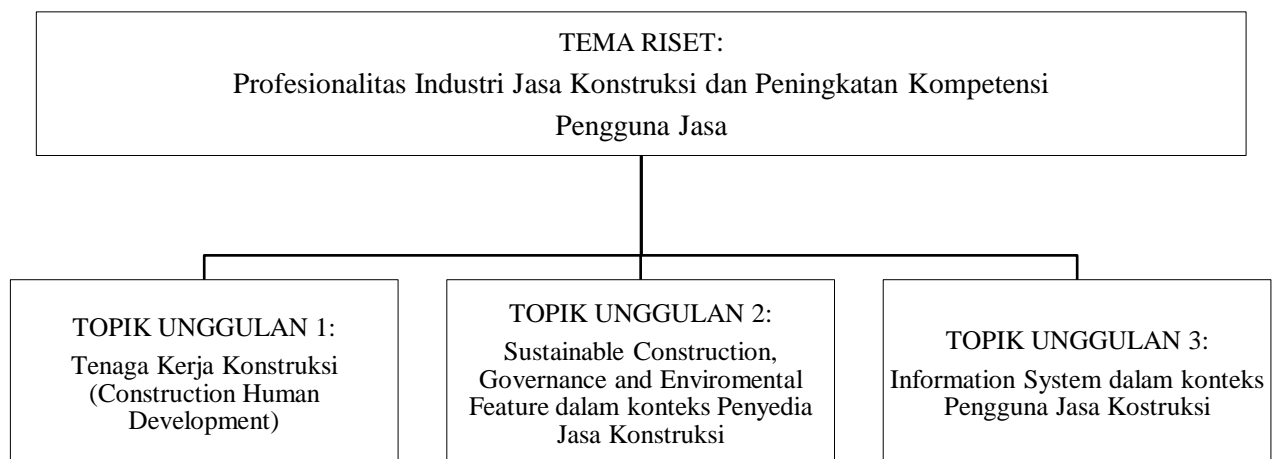 TEMA RISET:
Profesionalitas Industri Jasa Konstruksi dan Peningkatan Kompetensi
Pengguna Jasa
TOPIK UNGGULAN 1:
Tenaga Kerja Konstruksi
(Construction Human
Development)
TOPIK UNGGULAN 2:
Sustainable Construction,
Governance and Enviromental
Feature dalam konteks Penyedia
Jasa Konstruksi
TOPIK UNGGULAN 3:
Information System dalam konteks
Pengguna Jasa Kostruksi